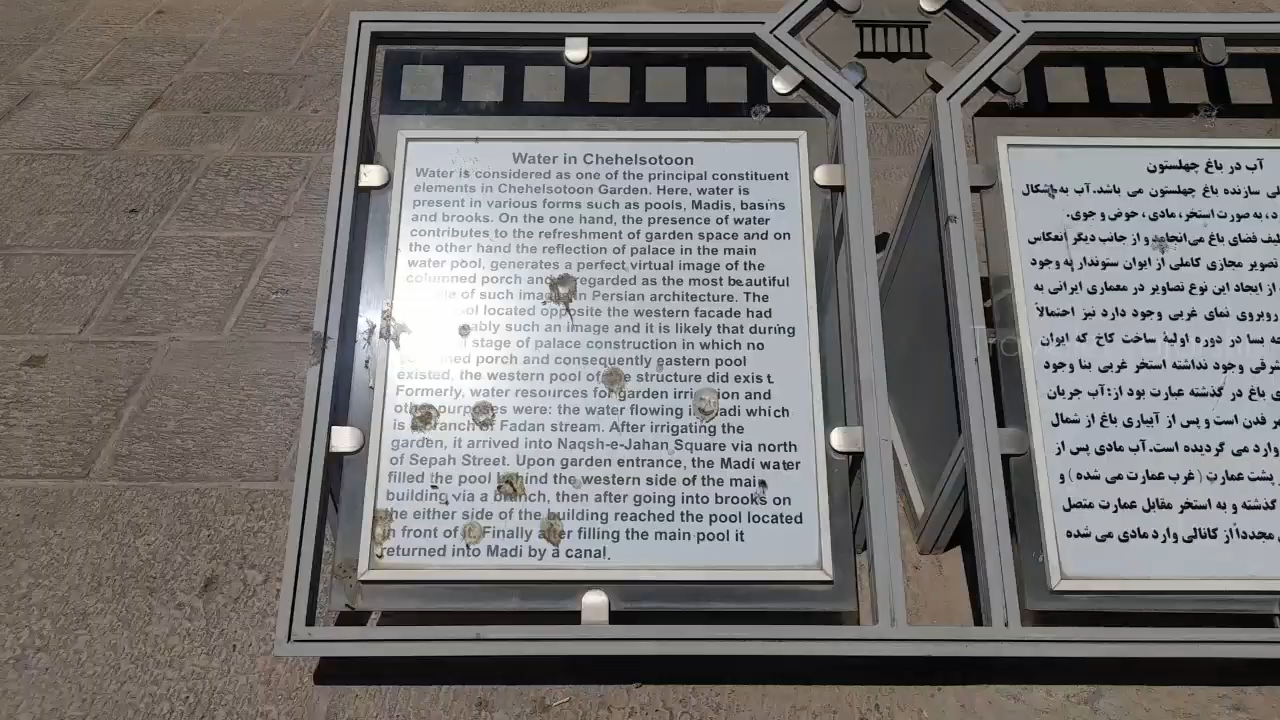 Water in Chehelsotoon
Water is considered as one of the principal constituent
elements in Chehelsotoon Garden. Here, water is
present in various forms such as pools, Madis, basins
and brooks. On the one hand, the presence of water
contributes to the refreshment of garden space and on
the other hand the reflection of palace in the main
water pool, generates a perfect virtual image of the
columned porch and regarded as the most beautiful
of such images in Persian architecture. The
located opposite the western facade had
such an image and it is likely that during
stage of palace construction in which no
porch and consequently eastern pool
existed, the western pool of the structure did exist.
Formerly, water resources for garden irrigation and
other purposes were: the water flowing in Madi which
is a branch of Fadan stream. After irrigating the
garden, it arrived into Naqsh-e-Jahan Square via north
of Sepah Street. Upon garden entrance, the Madi water
filled the pool behind the western side of the main
building via a branch, then after going into brooks on
the either side of the building reached the pool located
in front of it. Finally after filling the main pool it
returned into Madi by a canal.
آب در باغ چهلستون
سازنده باغ چهلستون می باشد. آب به اشکال
به صورت استخر، مادی ، حوض و جوی.
فضای باغ می‌انجامد و از جانب دیگر انعکاس
تصویر مجازی کاملی از ایوان ستوندار به وجود
از ایجاد این نوع تصاویر در معماری ایرانی به
روبروی نمای غربی وجود دارد نیز احتمالاً
بسا در دوره اولیهٔ ساخت کاخ که ایوان
وجود نداشته استخر غربی بنا وجود
باغ در گذشته عبارت بود از: آب جریان
فدن است و پس از آبیاری باغ از شمال
وارد می گردیده است. آب مادی پس از
پشت عمارت ( غرب عمارت می شده ) و
گذشته و به استخر مقابل عمارت متصل
مجدداً از کانالی وارد مادی می شده